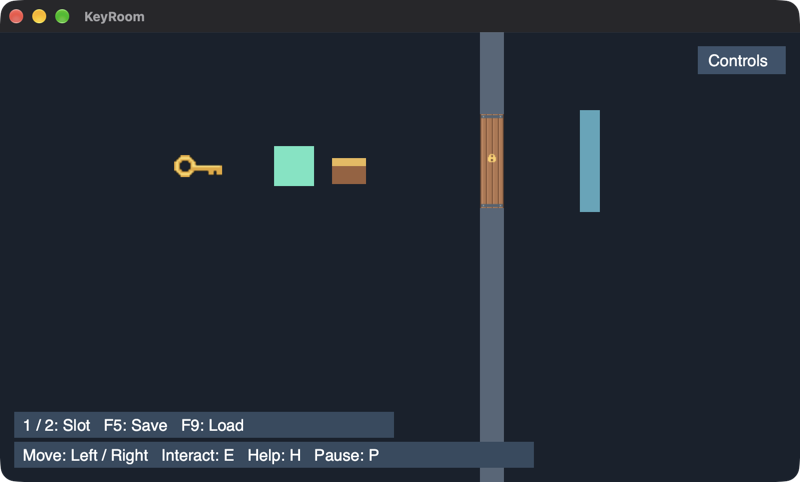 KeyRoom
Controls
1 / 2: Slot F5: Save F9: Load
Move: Left / Right Interact: E Help: H Pause: P